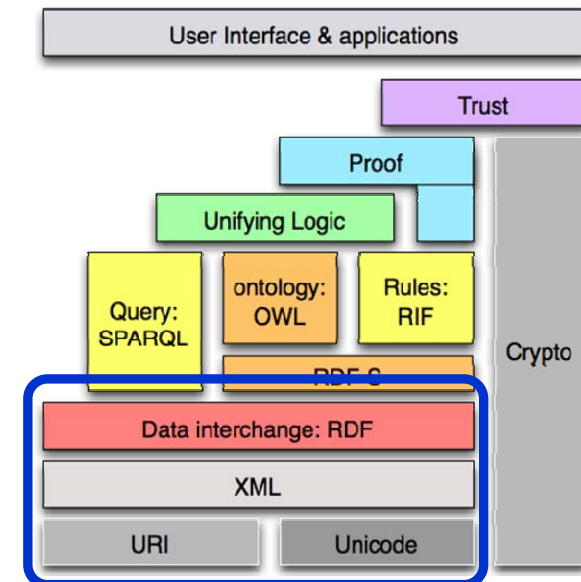 User Interface & applications
Trust
Proof
Unifying Logic
Query:
SPARQL
ontology:
OWL
Rules:
RIF
Crypto
RDF-S
Data interchange: RDF
XML
URI
Unicode